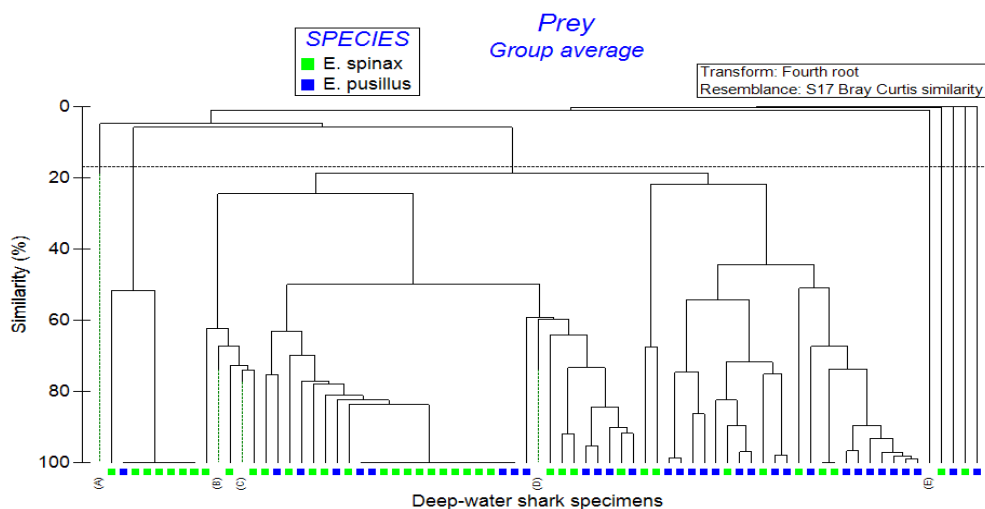 Prey
Group average
SPECIES
E. spinax
E. pusillus
Transform: Fourth root
Resemblance: S17 Bray Curtis similarity
0
20
40
60
80
100
Similarity (%)
(A)
(B)
(C)
(D)
(E)
Deep-water shark specimens